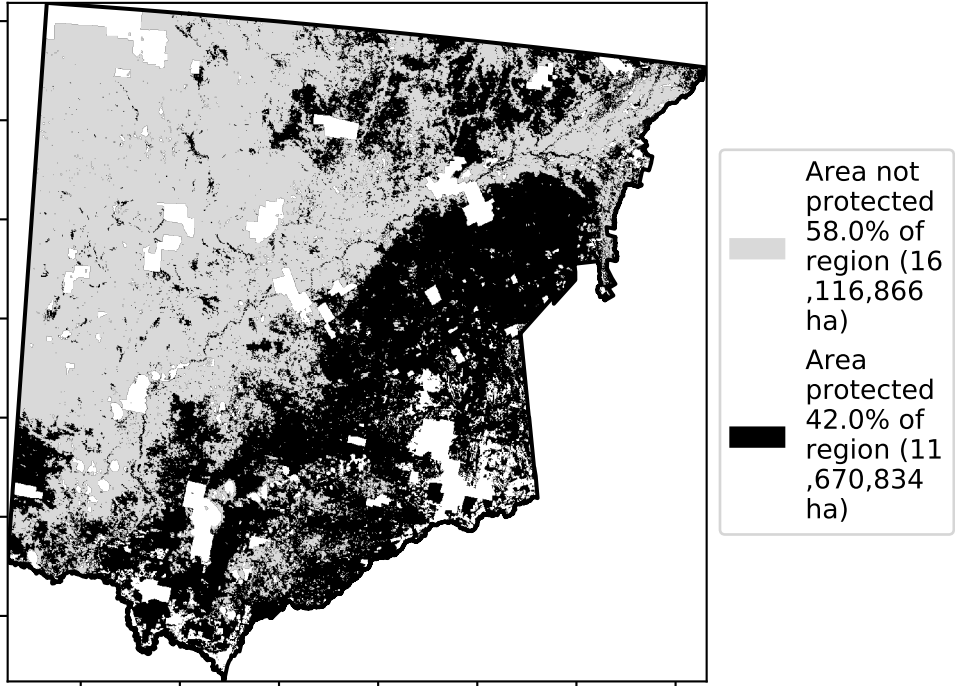 Area not
protected
58.0% of
region (16
,116,866
ha)
Area
protected
42.0% of
region (11
,670,834
ha)